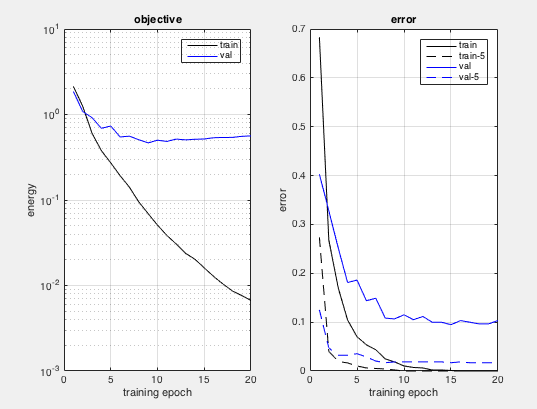 objective
10^1
10^0
10^-1
10^-2
10^-3
energy
0 5 10 15 20
training epoch
train
val
error
0.7
0.6
0.5
0.4
0.3
0.2
0.1
0
error
0 5 10 15 20
training epoch
train
train-5
val
val-5